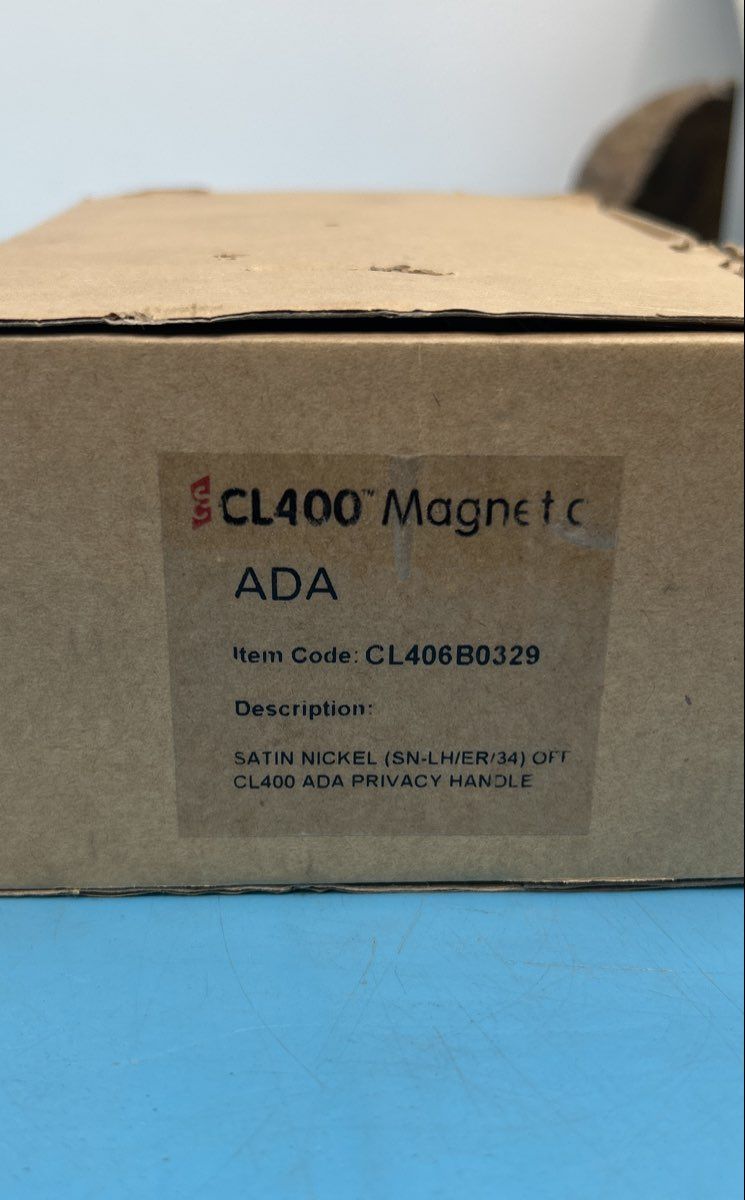 CL400™ Magnetic
ADA
Item Code: CL406B0329
Description:
SATIN NICKEL (SN-LH/ER/34) OFF
CL400 ADA PRIVACY HANDLE